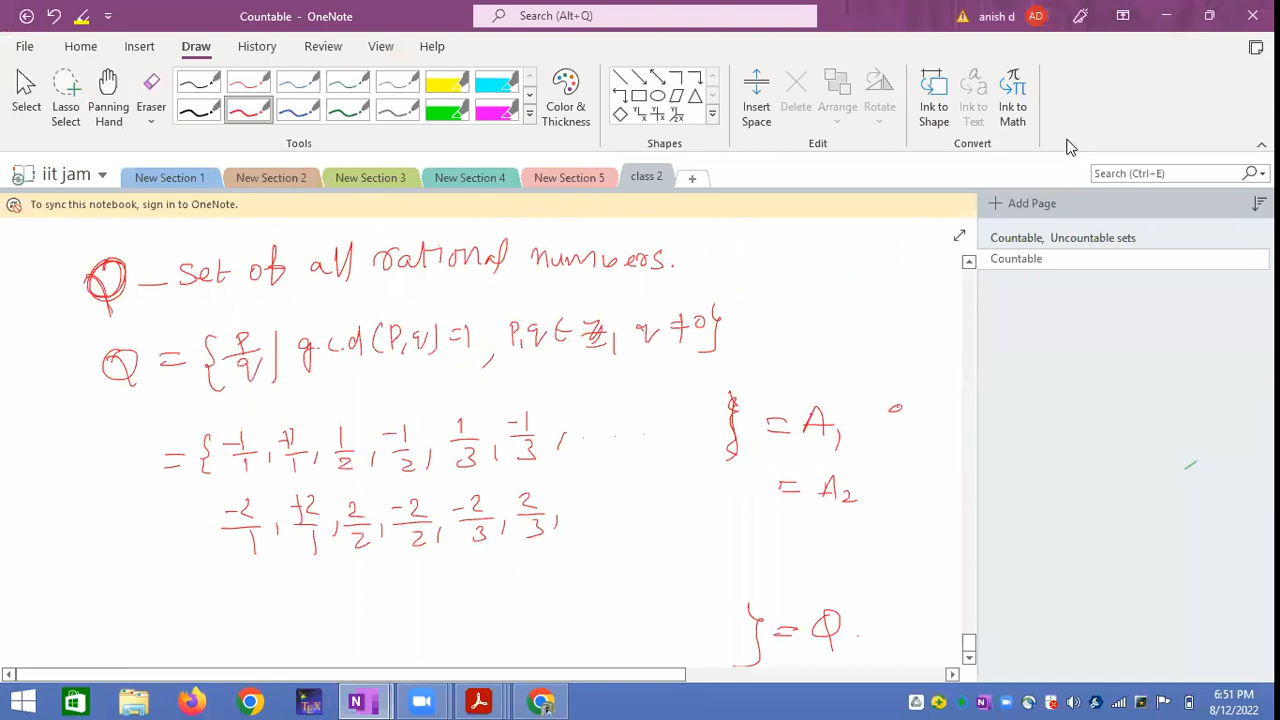 Countable - OneNote
Search (Alt+Q)
anish d AD
File Home Insert Draw History Review View Help
Select
Lasso Select
Panning Hand
Eraser
Color & Thickness
Insert Space
Delete
Arrange
Rotate
Ink to Shape
Ink to Text
Ink to Math
Tools Shapes Edit Convert
iit jam New Section 1 New Section 2 New Section 3 New Section 4 New Section 5 class 2 Search (Ctrl+E)
To sync this notebook, sign in to OneNote.
Add Page
Countable, Uncountable sets
Countable
Q — set of all rational numbers.
Q = { p/q | g.c.d (p,q)=1, p,q ∈ Z, q ≠ 0}
= { -1/1, +1/1, 1/2, -1/2, 1/3, -1/3, ..... } = A1
-2/1, +2/1, 2/2, -2/2, -2/3, 2/3, = A2
} = Q.
6:51 PM
8/12/2022